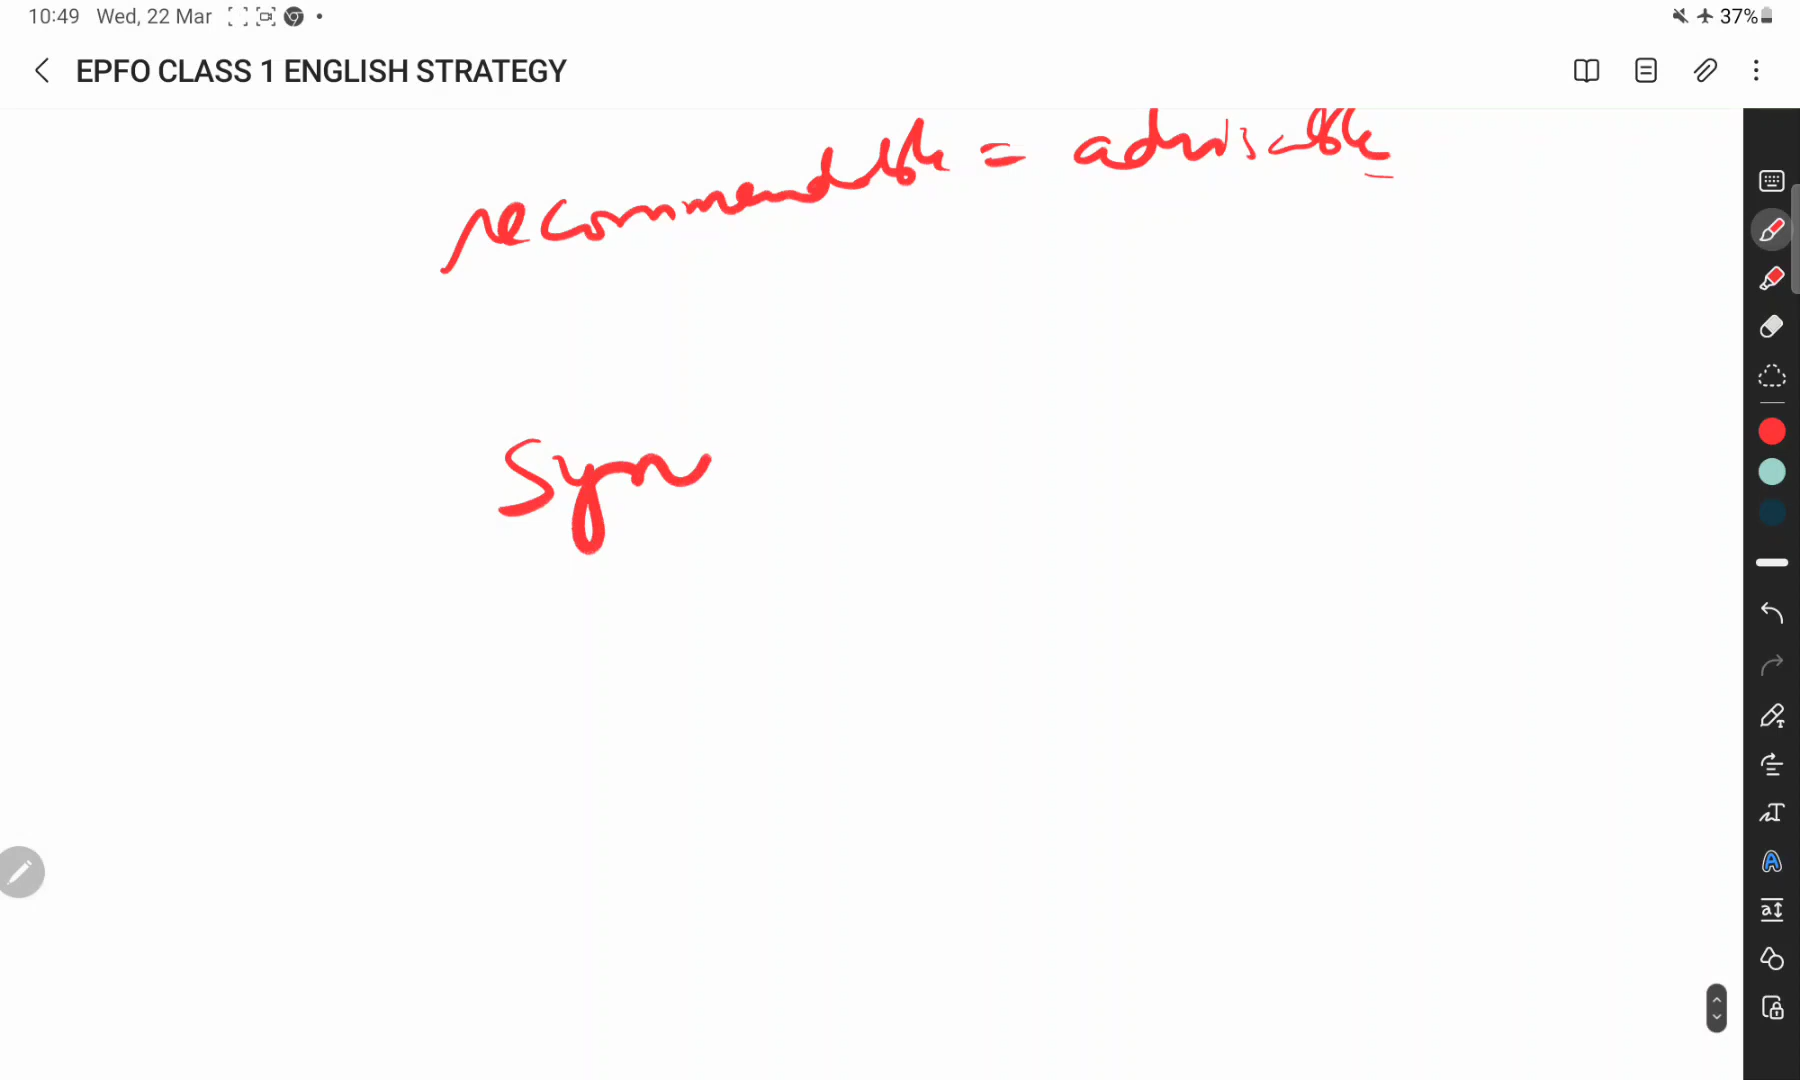 10:49 Wed, 22 Mar
37%
EPFO CLASS 1 ENGLISH STRATEGY
recommendable = advisable
Syn